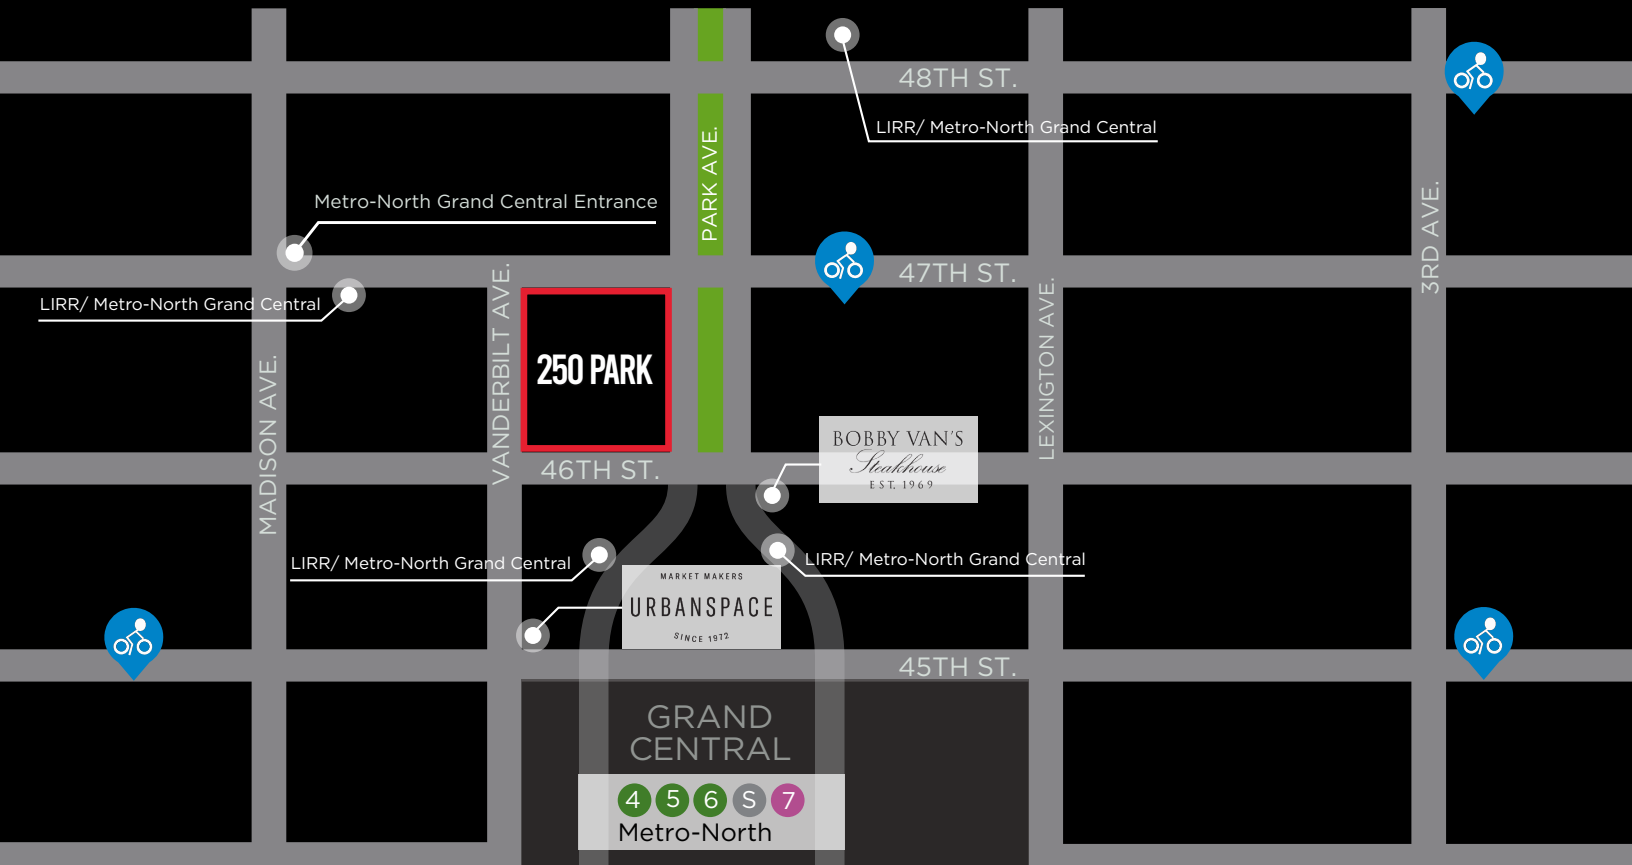 48TH ST.
LIRR/ Metro-North Grand Central
PARK AVE.
Metro-North Grand Central Entrance
3RD AVE.
47TH ST.
VANDERBILT AVE.
LEXINGTON AVE.
LIRR/ Metro-North Grand Central
MADISON AVE.
250 PARK
BOBBY VAN'S
Steakhouse
EST. 1969
46TH ST.
LIRR/ Metro-North Grand Central
LIRR/ Metro-North Grand Central
MARKET MAKERS
URBANSPACE
SINCE 1972
45TH ST.
GRAND
CENTRAL
4 5 6 S 7
Metro-North